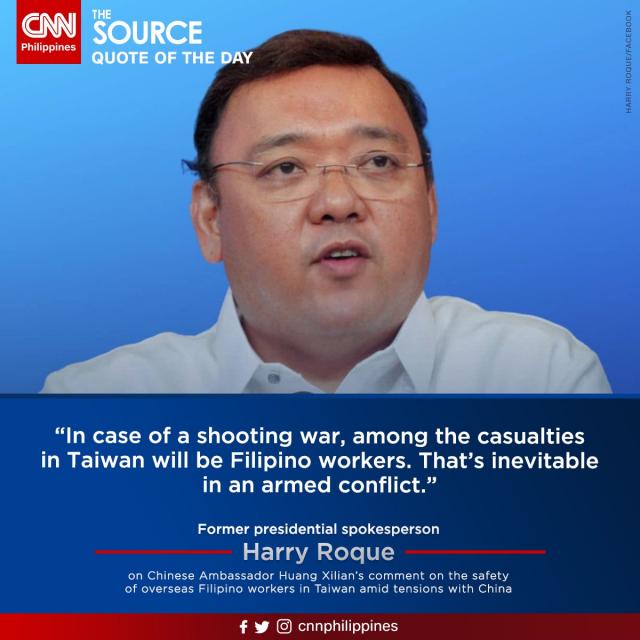 CNN
Philippines
THE
SOURCE
QUOTE OF THE DAY
HARRY ROQUE/FACEBOOK
“In case of a shooting war, among the casualties
in Taiwan will be Filipino workers. That’s inevitable
in an armed conflict.”
Former presidential spokesperson
Harry Roque
on Chinese Ambassador Huang Xilian’s comment on the safety
of overseas Filipino workers in Taiwan amid tensions with China
cnnphilippines